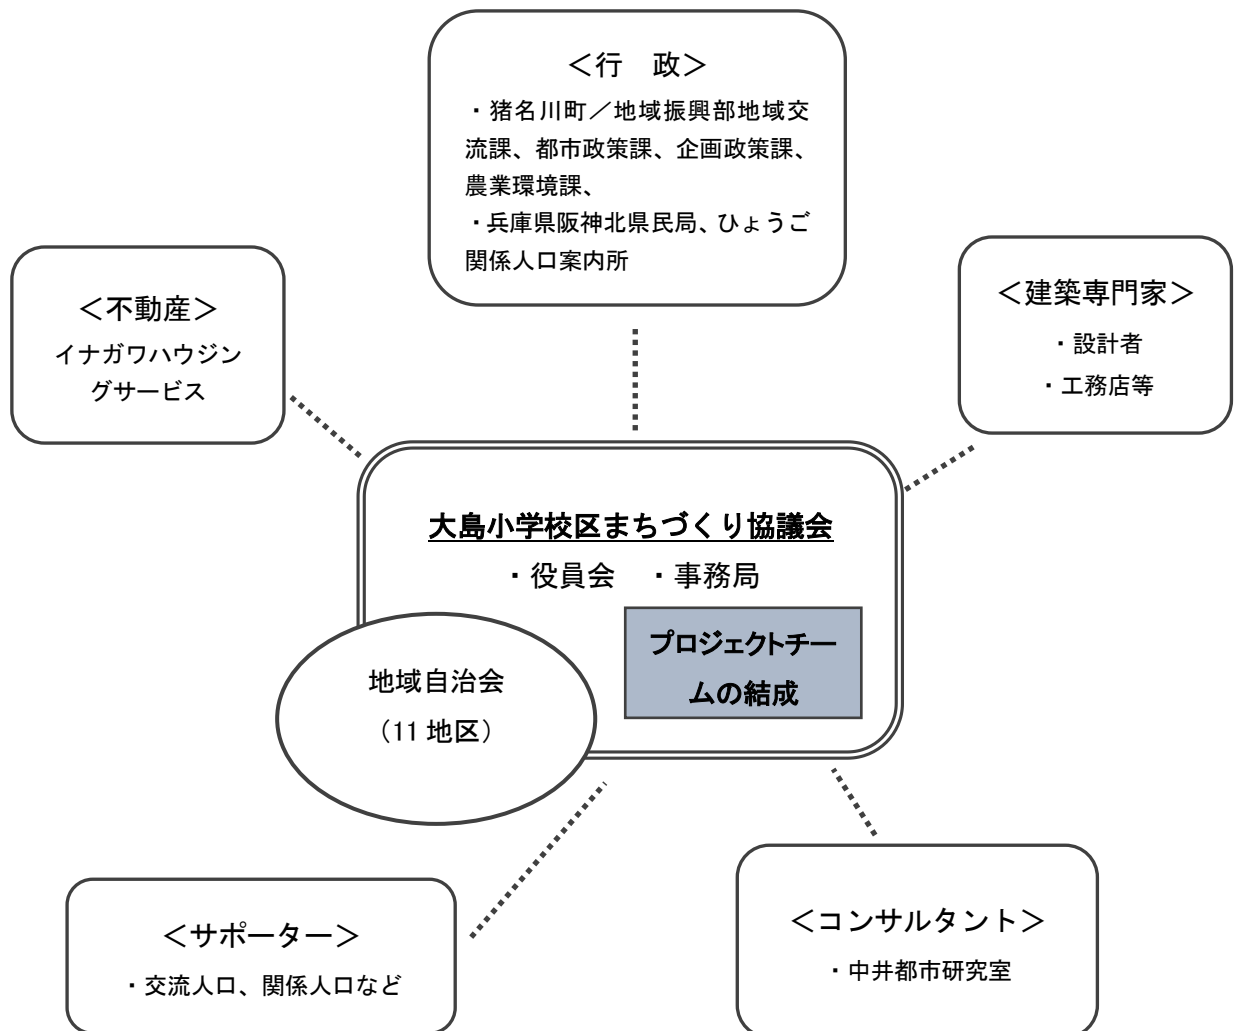 ＜行　政＞
・猪名川町／地域振興部地域交
流課、都市政策課、企画政策課、
農業環境課、
・兵庫県阪神北県民局、ひょうご
関係人口案内所
＜不動産＞
イナガワハウジン
グサービス
＜建築専門家＞
・設計者
・工務店等
大島小学校区まちづくり協議会
・役員会　・事務局
プロジェクトチー
ムの結成
地域自治会
（11 地区）
＜サポーター＞
・交流人口、関係人口など
＜コンサルタント＞
・中井都市研究室